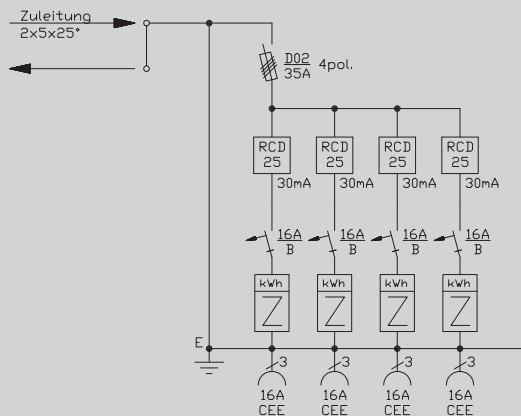 Zuleitung
2x5x25°
D02
35A
4pol.
RCD
25
RCD
25
RCD
25
RCD
25
30mA
30mA
30mA
30mA
16A
B
16A
B
16A
B
16A
B
kWh
Z
kWh
Z
kWh
Z
kWh
Z
E
3
3
3
3
16A
CEE
16A
CEE
16A
CEE
16A
CEE